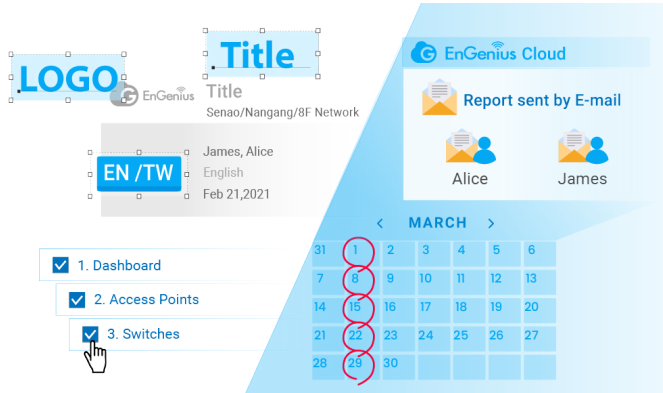 LOGO
EnGenius
Title
Title
Senao/Nangang/8F Network
EN /TW
James, Alice
English
Feb 21,2021
1. Dashboard
2. Access Points
3. Switches
EnGenius Cloud
Report sent by E-mail
Alice
James
< MARCH >
31 1 2 3 4 5 6
7 8 9 10 11 12 13
14 15 16 17 18 19 20
21 22 23 24 25 26 27
28 29 30